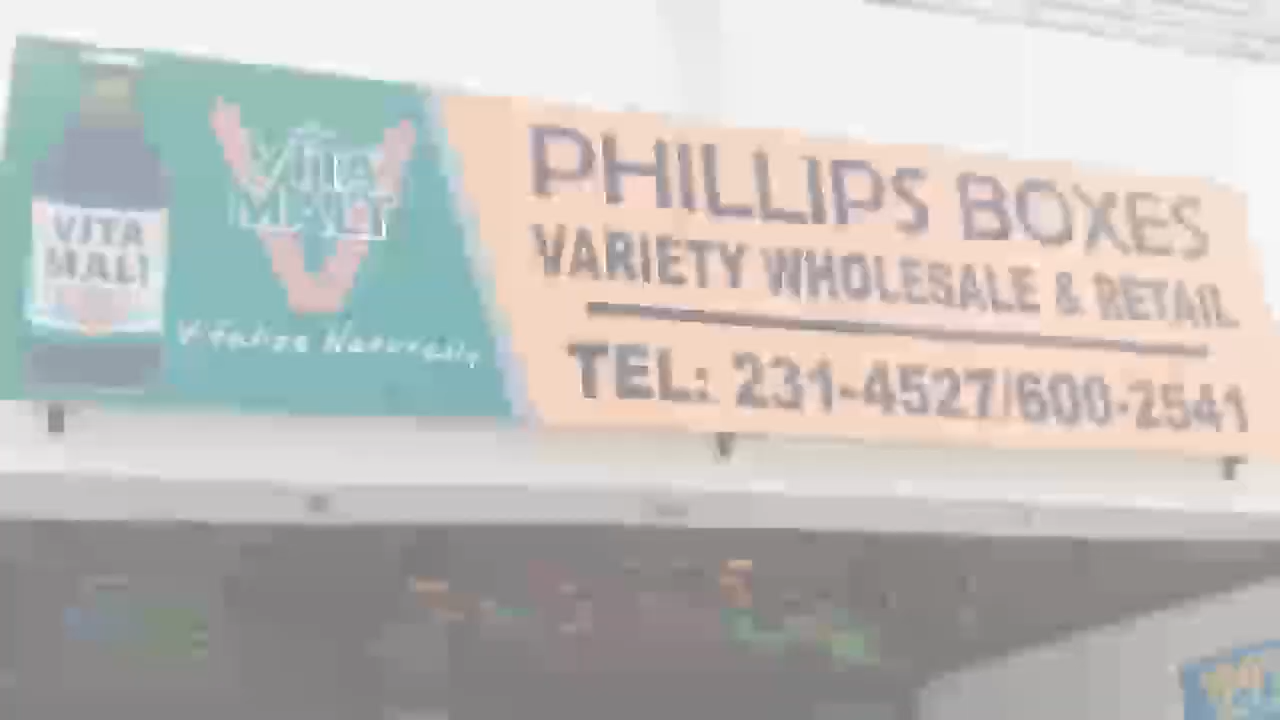 VITA
MALT
VITA
MALT
Vitalize Naturally
PHILLIPS BOXES
VARIETY WHOLESALE & RETAIL
TEL: 231-4527/600-2541